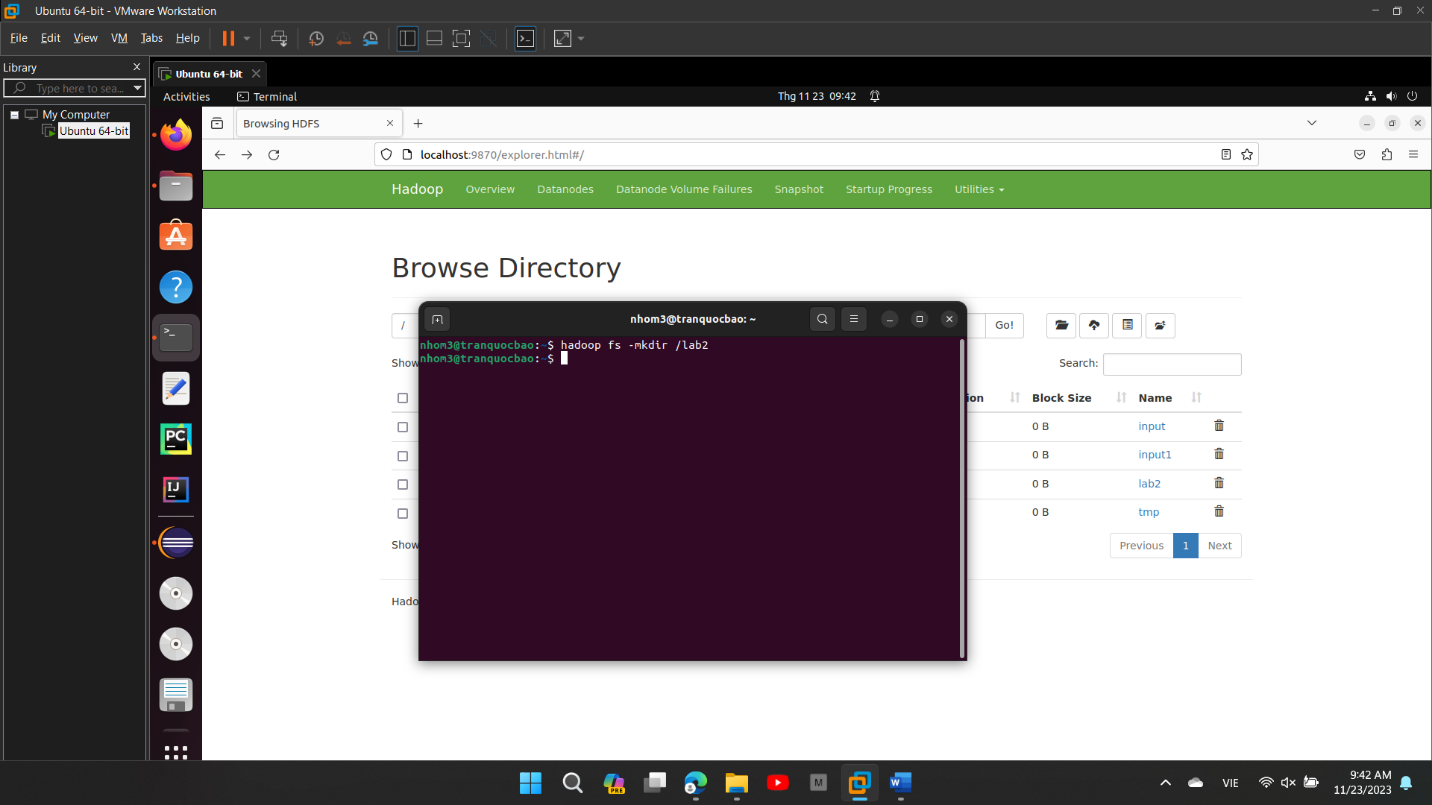 Ubuntu 64-bit - VMware Workstation
File Edit View VM Tabs Help
Library
Type here to sea...
My Computer
Ubuntu 64-bit
Ubuntu 64-bit
Activities Terminal Thg 11 23 09:42
Browsing HDFS
localhost:9870/explorer.html#/
Hadoop Overview Datanodes Datanode Volume Failures Snapshot Startup Progress Utilities
Browse Directory
/ Go!
nhom3@tranquocbao: ~
nhom3@tranquocbao:~$ hadoop fs -mkdir /lab2
nhom3@tranquocbao:~$
Show Search:
ion Block Size Name
0 B input
0 B input1
0 B lab2
0 B tmp
Show Previous 1 Next
Hado
PC
IJ
PRE
M
W
VIE
9:42 AM
11/23/2023